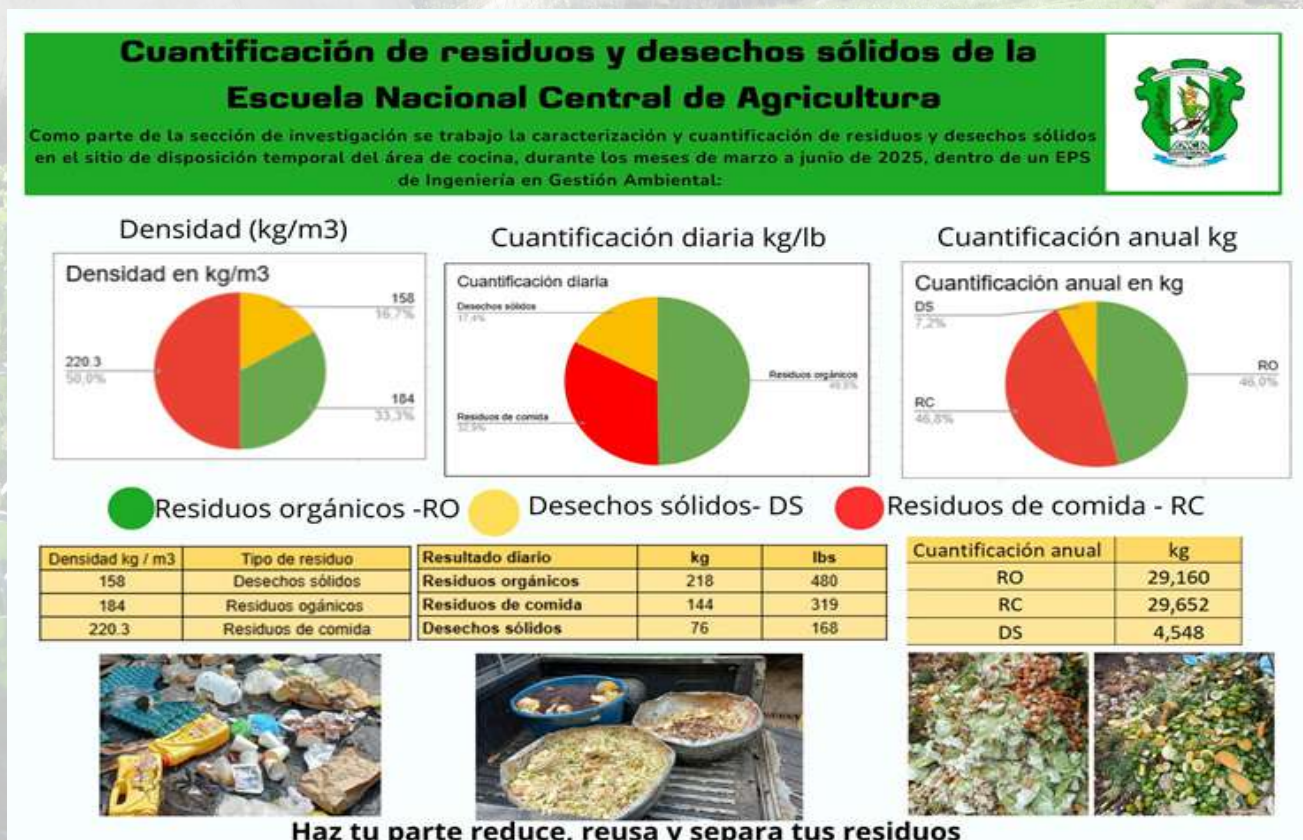 Cuantificación de residuos y desechos sólidos de la
Escuela Nacional Central de Agricultura
Como parte de la sección de investigación se trabajo la caracterización y cuantificación de residuos y desechos sólidos
en el sitio de disposición temporal del área de cocina, durante los meses de marzo a junio de 2025, dentro de un EPS
de Ingeniería en Gestión Ambiental:
ENCA
Densidad (kg/m3)
Densidad en kg/m3
158
16,7%
220.3
50,0%
184
33,3%
Cuantificación diaria kg/lb
Cuantificación diaria
Desechos sólidos
17,4%
Residuos orgánicos
Residuos de comida
32,9%
Cuantificación anual kg
Cuantificación anual en kg
DS
7,2%
RO
46,0%
RC
46,8%
Residuos orgánicos -RO
Desechos sólidos- DS
Residuos de comida - RC
Densidad kg / m3 Tipo de residuo
158 Desechos sólidos
184 Residuos ogánicos
220.3 Residuos de comida
Resultado diario kg lbs
Residuos orgánicos 218 480
Residuos de comida 144 319
Desechos sólidos 76 168
Cuantificación anual kg
RO 29,160
RC 29,652
DS 4,548
Haz tu parte reduce, reusa y separa tus residuos